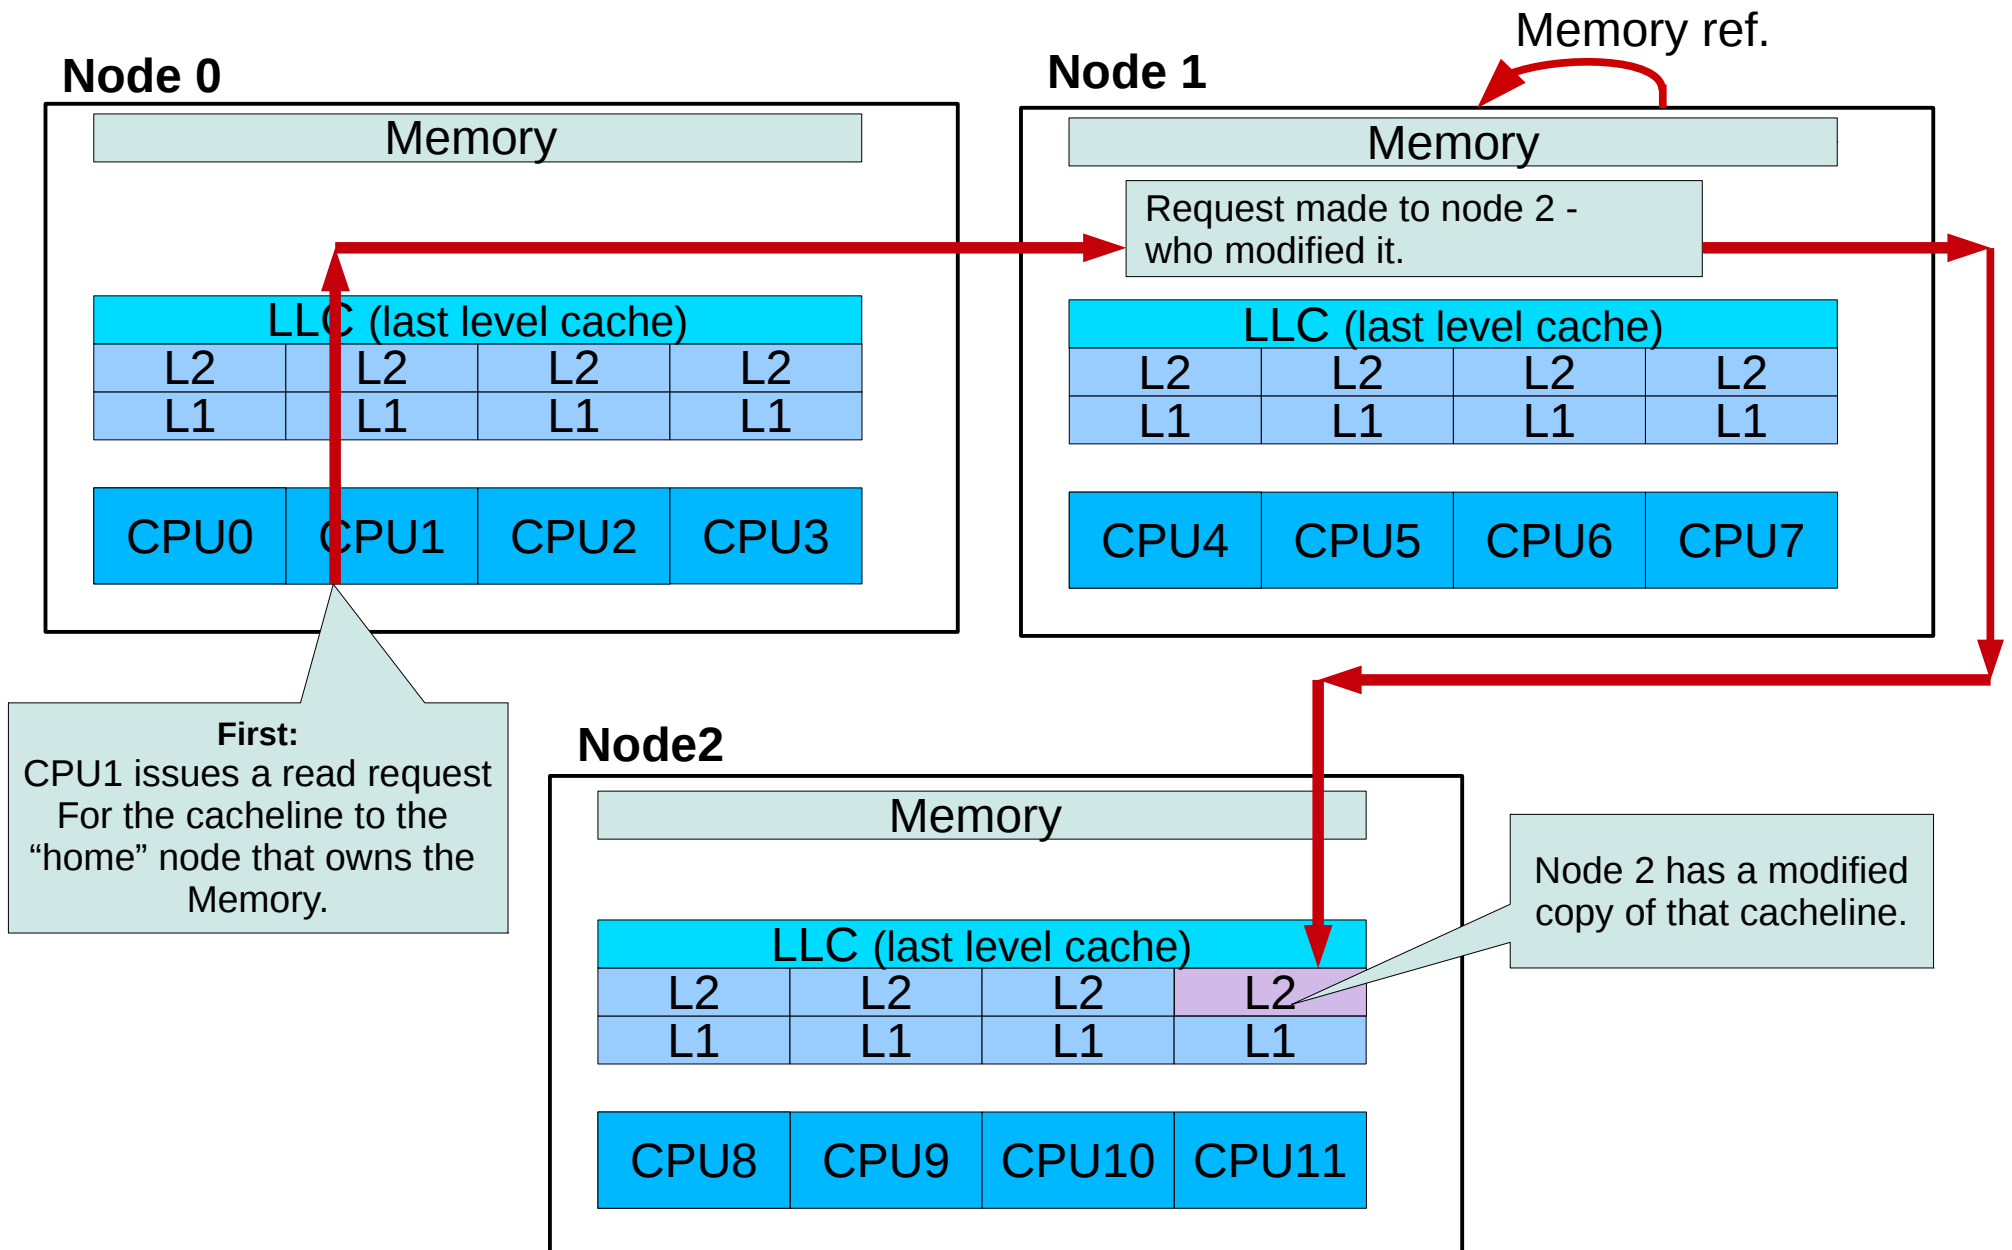 Memory ref.
Node 0
Node 1
Memory
Memory
Request made to node 2 -
who modified it.
LLC (last level cache)
L2 L2 L2 L2
L1 L1 L1 L1
CPU0 CPU1 CPU2 CPU3
LLC (last level cache)
L2 L2 L2 L2
L1 L1 L1 L1
CPU4 CPU5 CPU6 CPU7
First:
CPU1 issues a read request
For the cacheline to the
“home” node that owns the
Memory.
Node2
Memory
LLC (last level cache)
L2 L2 L2 L2
L1 L1 L1 L1
CPU8 CPU9 CPU10 CPU11
Node 2 has a modified
copy of that cacheline.